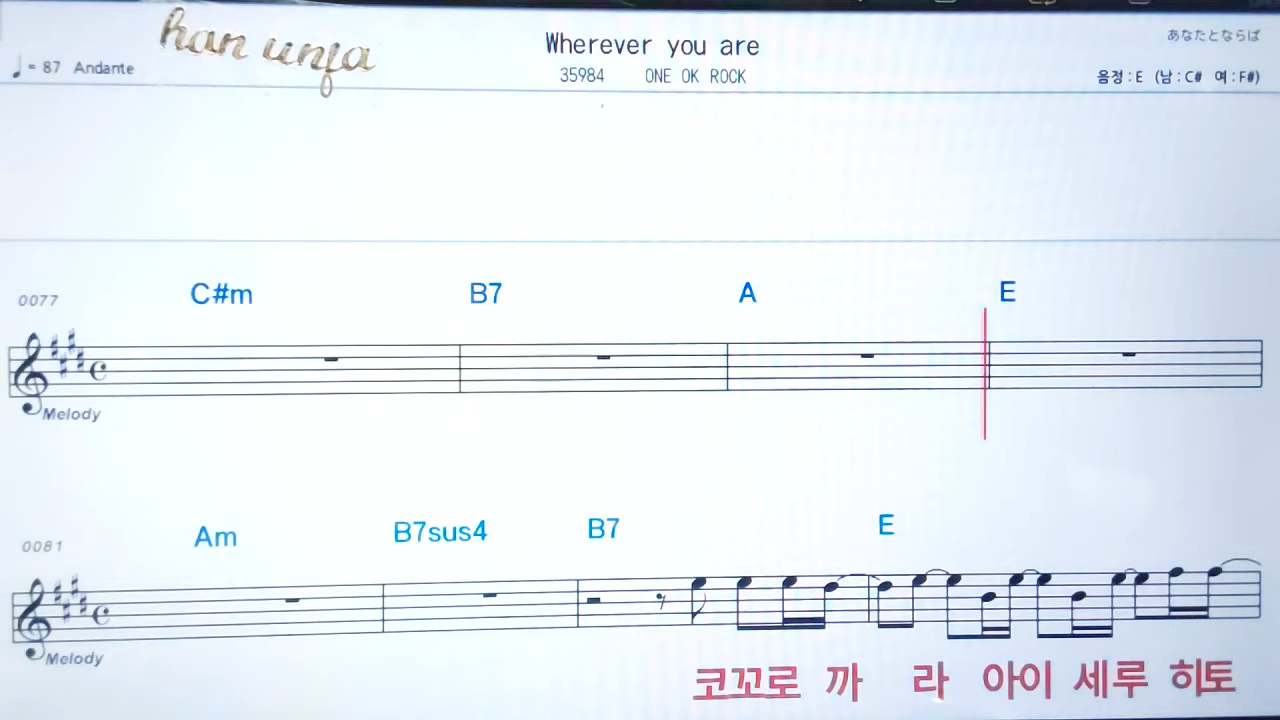 han unfa
Wherever you are
あなたとならば
♩= 87 Andante
35984 ONE OK ROCK
음정:E (남:C# 여:F#)
0077
C#m B7 A E
Melody
0081
Am B7sus4 B7 E
Melody
코꼬로 까 라 아이 세루 히토